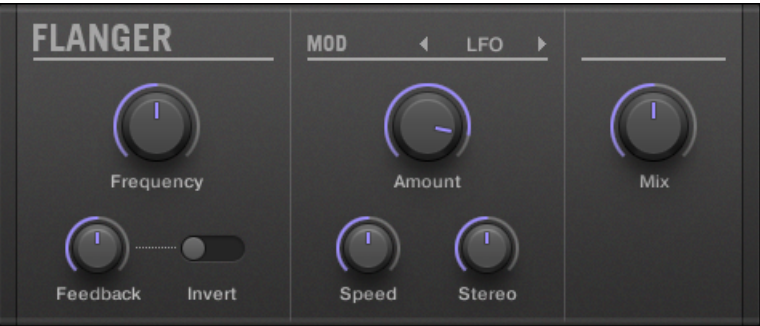 FLANGER
MOD LFO
Frequency Amount Mix
Feedback Invert Speed Stereo